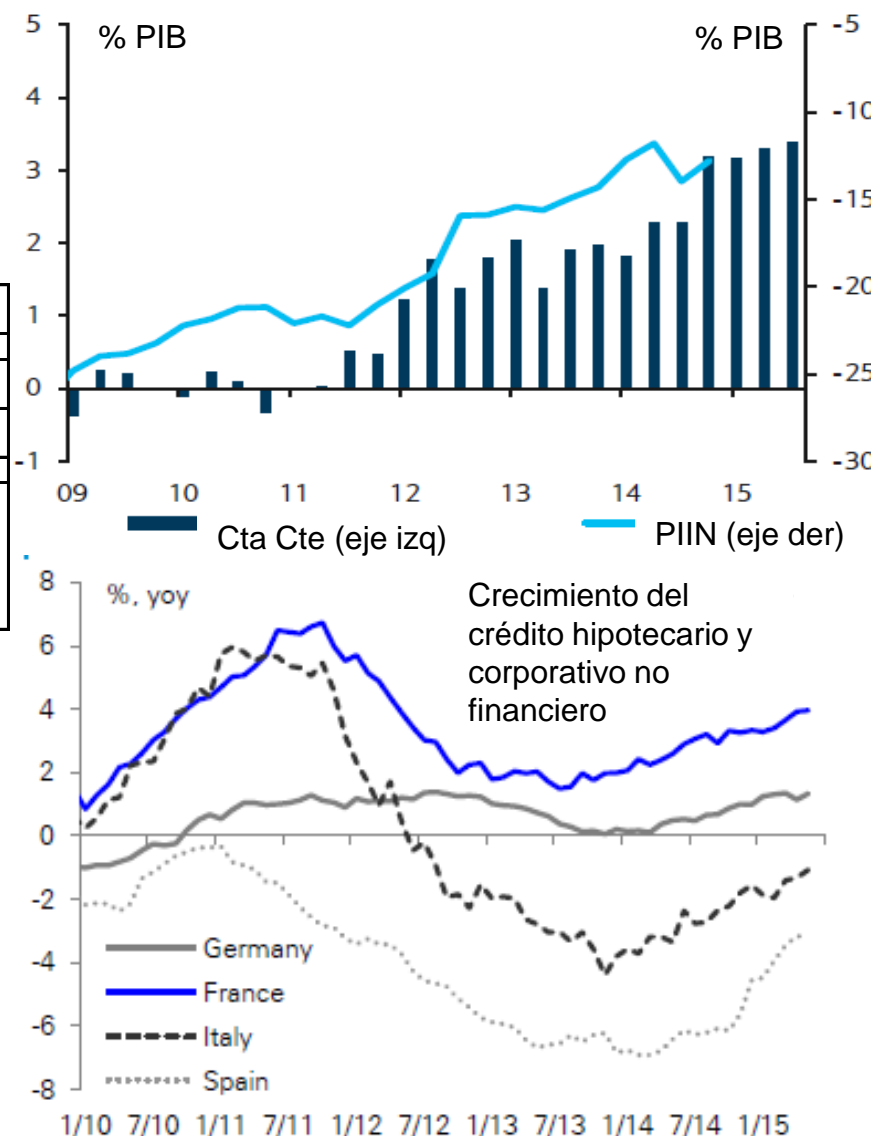 5
% PIB
% PIB
-5
4
-10
3
-15
2
-20
1
0
-25
-1
-30
09 10 11 12 13 14 15
Cta Cte (eje izq)
PIIN (eje der)
8
%, yoy
Crecimiento del
crédito hipotecario y
corporativo no
financiero
6
4
2
0
-2
-4
-6
-8
Germany
France
Italy
Spain
1/10 7/10 1/11 7/11 1/12 7/12 1/13 7/13 1/14 7/14 1/15